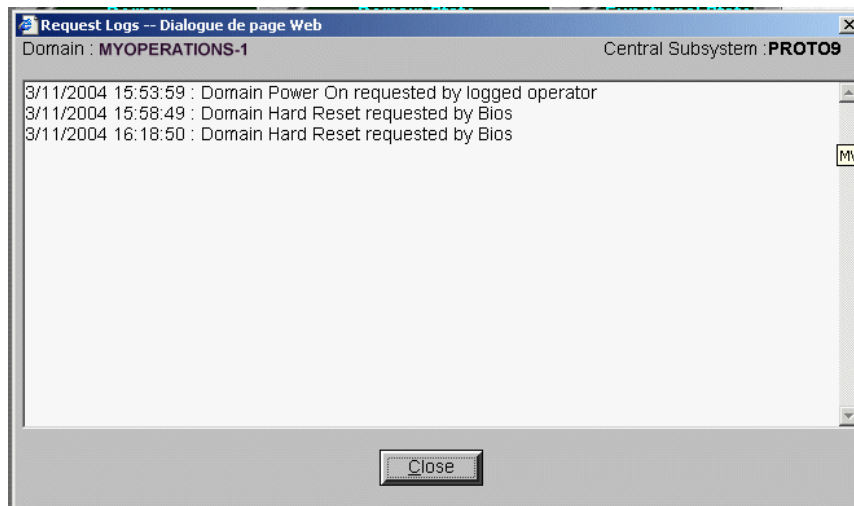 Request Logs -- Dialogue de page Web
Domain : MYOPERATIONS-1 Central Subsystem :PROTO9
3/11/2004 15:53:59 : Domain Power On requested by logged operator
3/11/2004 15:58:49 : Domain Hard Reset requested by Bios
3/11/2004 16:18:50 : Domain Hard Reset requested by Bios
Close